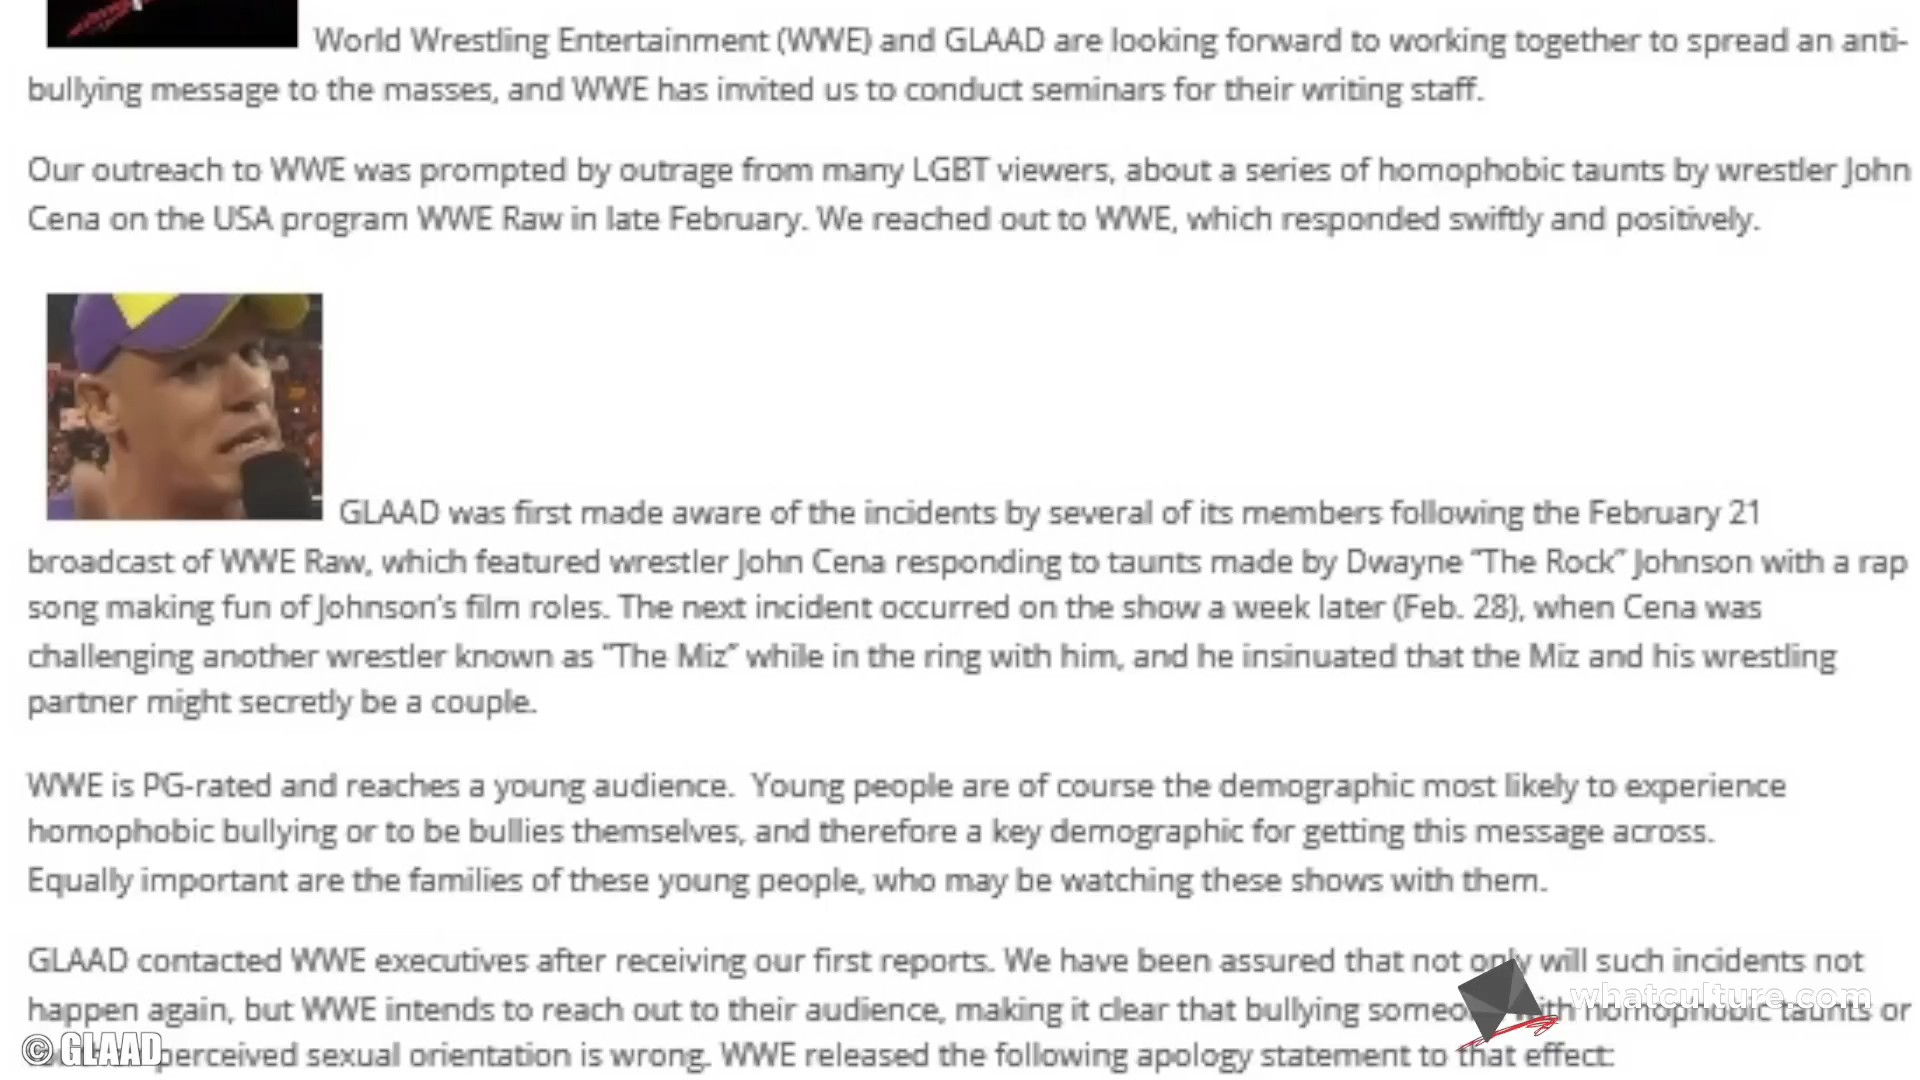 World Wrestling Entertainment (WWE) and GLAAD are looking forward to working together to spread an anti-
bullying message to the masses, and WWE has invited us to conduct seminars for their writing staff.
Our outreach to WWE was prompted by outrage from many LGBT viewers, about a series of homophobic taunts by wrestler John
Cena on the USA program WWE Raw in late February. We reached out to WWE, which responded swiftly and positively.
GLAAD was first made aware of the incidents by several of its members following the February 21
broadcast of WWE Raw, which featured wrestler John Cena responding to taunts made by Dwayne “The Rock” Johnson with a rap
song making fun of Johnson's film roles. The next incident occurred on the show a week later (Feb. 28), when Cena was
challenging another wrestler known as “The Miz” while in the ring with him, and he insinuated that the Miz and his wrestling
partner might secretly be a couple.
WWE is PG-rated and reaches a young audience.  Young people are of course the demographic most likely to experience
homophobic bullying or to be bullies themselves, and therefore a key demographic for getting this message across.
Equally important are the families of these young people, who may be watching these shows with them.
GLAAD contacted WWE executives after receiving our first reports. We have been assured that not only will such incidents not
happen again, but WWE intends to reach out to their audience, making it clear that bullying someone with homophobic taunts or
perceived sexual orientation is wrong. WWE released the following apology statement to that effect:
whatculture.com
© GLAAD